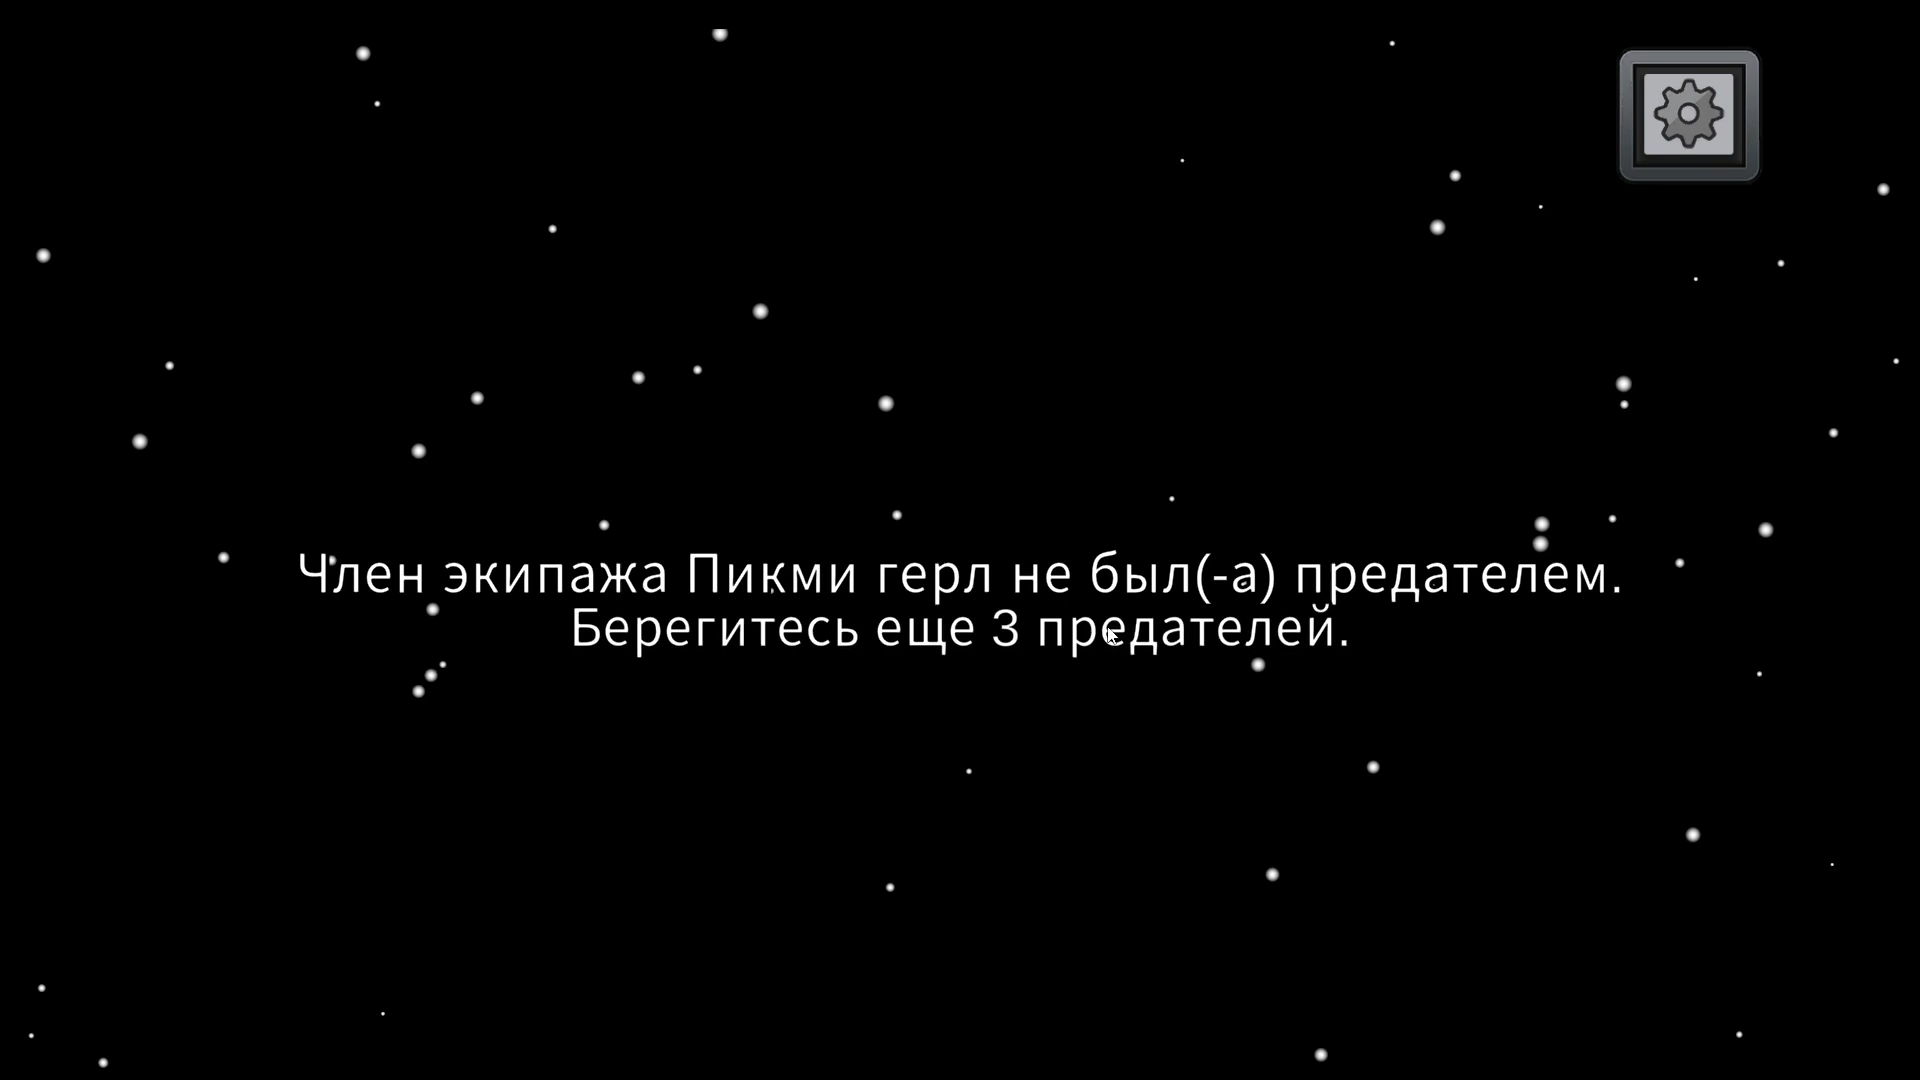 Член экипажа Пикми герл не был(-а) предателем.
Берегитесь еще 3 предателей.